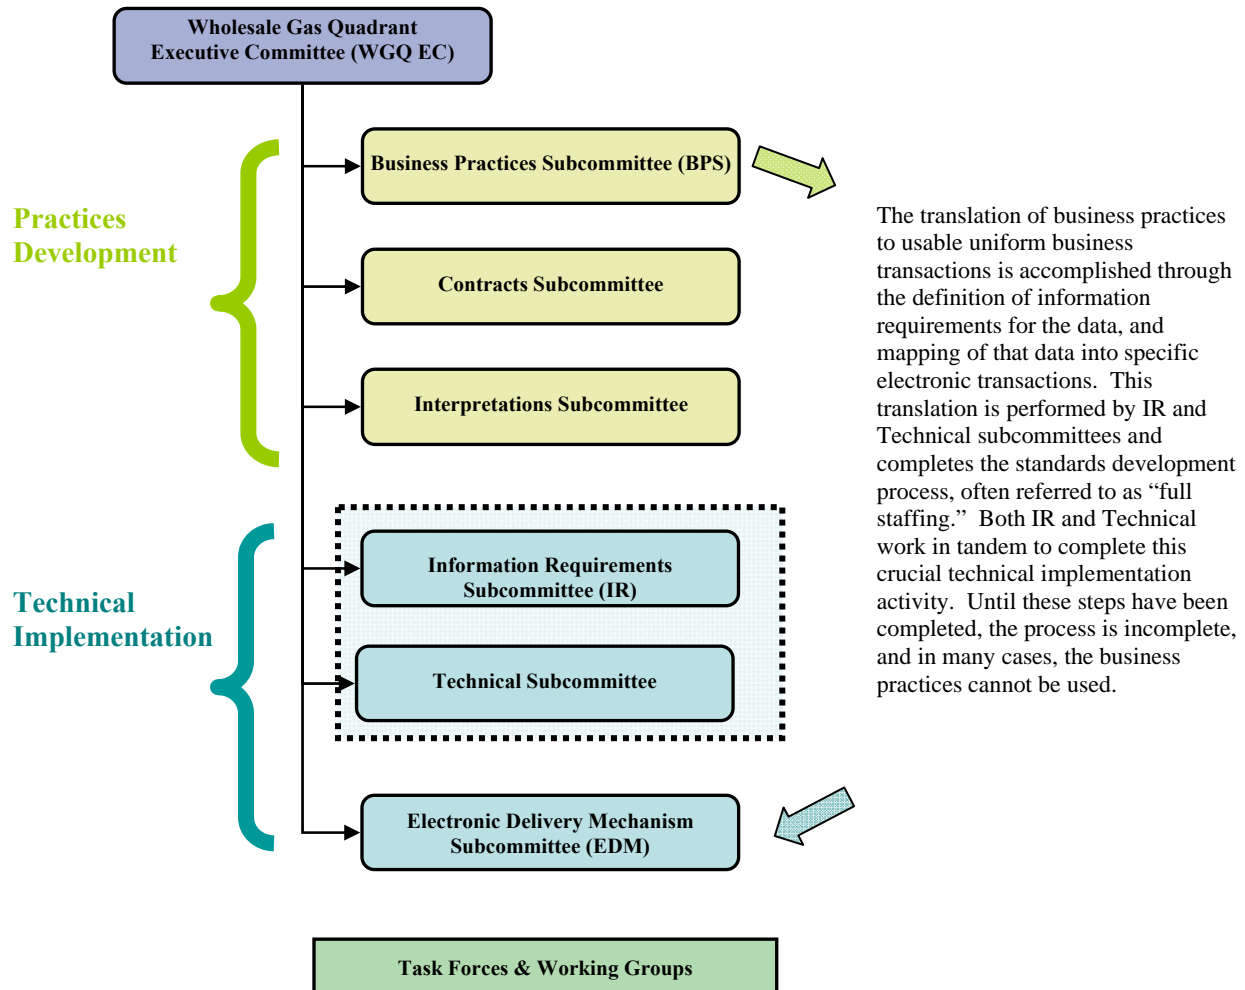 Wholesale Gas Quadrant
Executive Committee (WGQ EC)
Practices
Development
Business Practices Subcommittee (BPS)
Contracts Subcommittee
Interpretations Subcommittee
Technical
Implementation
Information Requirements
Subcommittee (IR)
Technical Subcommittee
Electronic Delivery Mechanism
Subcommittee (EDM)
Task Forces & Working Groups
The translation of business practices
to usable uniform business
transactions is accomplished through
the definition of information
requirements for the data, and
mapping of that data into specific
electronic transactions.  This
translation is performed by IR and
Technical subcommittees and
completes the standards development
process, often referred to as “full
staffing.”  Both IR and Technical
work in tandem to complete this
crucial technical implementation
activity.  Until these steps have been
completed, the process is incomplete,
and in many cases, the business
practices cannot be used.